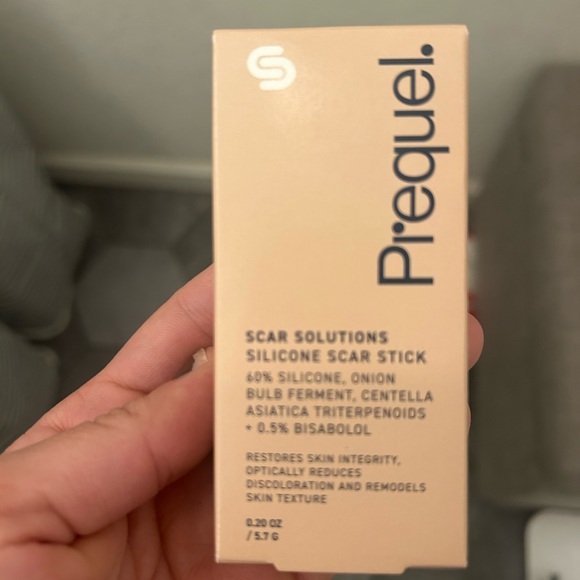 Prequel.
SCAR SOLUTIONS
SILICONE SCAR STICK
60% SILICONE, ONION
BULB FERMENT, CENTELLA
ASIATICA TRITERPENOIDS
+ 0.5% BISABOLOL
RESTORES SKIN INTEGRITY,
OPTICALLY REDUCES
DISCOLORATION AND REMODELS
SKIN TEXTURE
0.20 OZ
/ 5.7 G